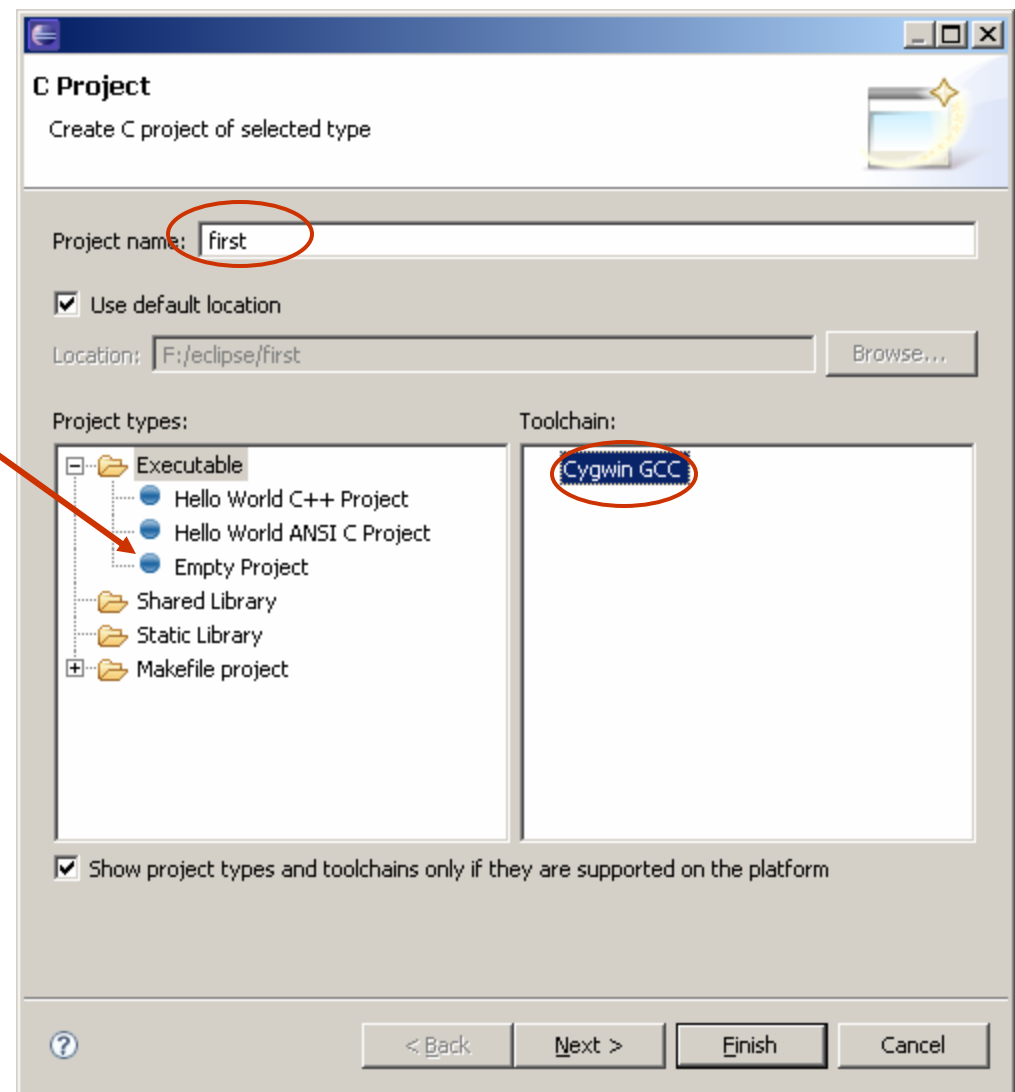 C Project
Create C project of selected type
Project name: first
Use default location
Location: F:/eclipse/first Browse...
Project types: Toolchain:
Executable Cygwin GCC
Hello World C++ Project
Hello World ANSI C Project
Empty Project
Shared Library
Static Library
Makefile project
Show project types and toolchains only if they are supported on the platform
? < Back Next > Finish Cancel